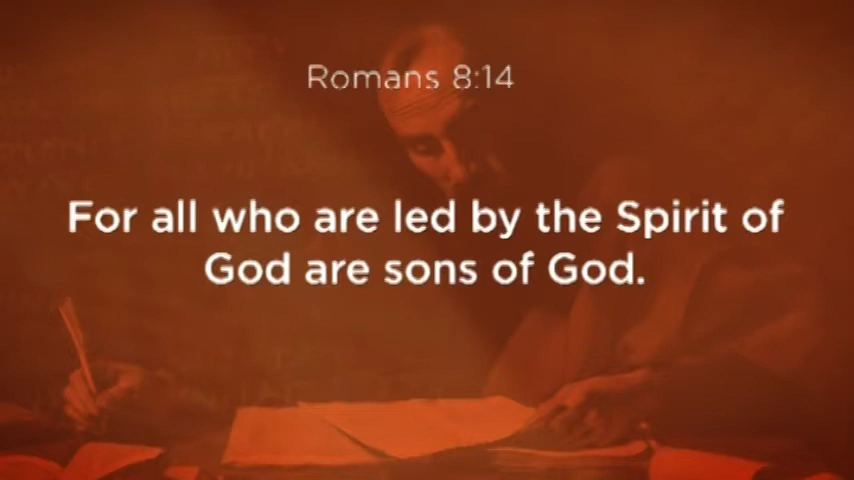 Romans 8:14
For all who are led by the Spirit of
God are sons of God.